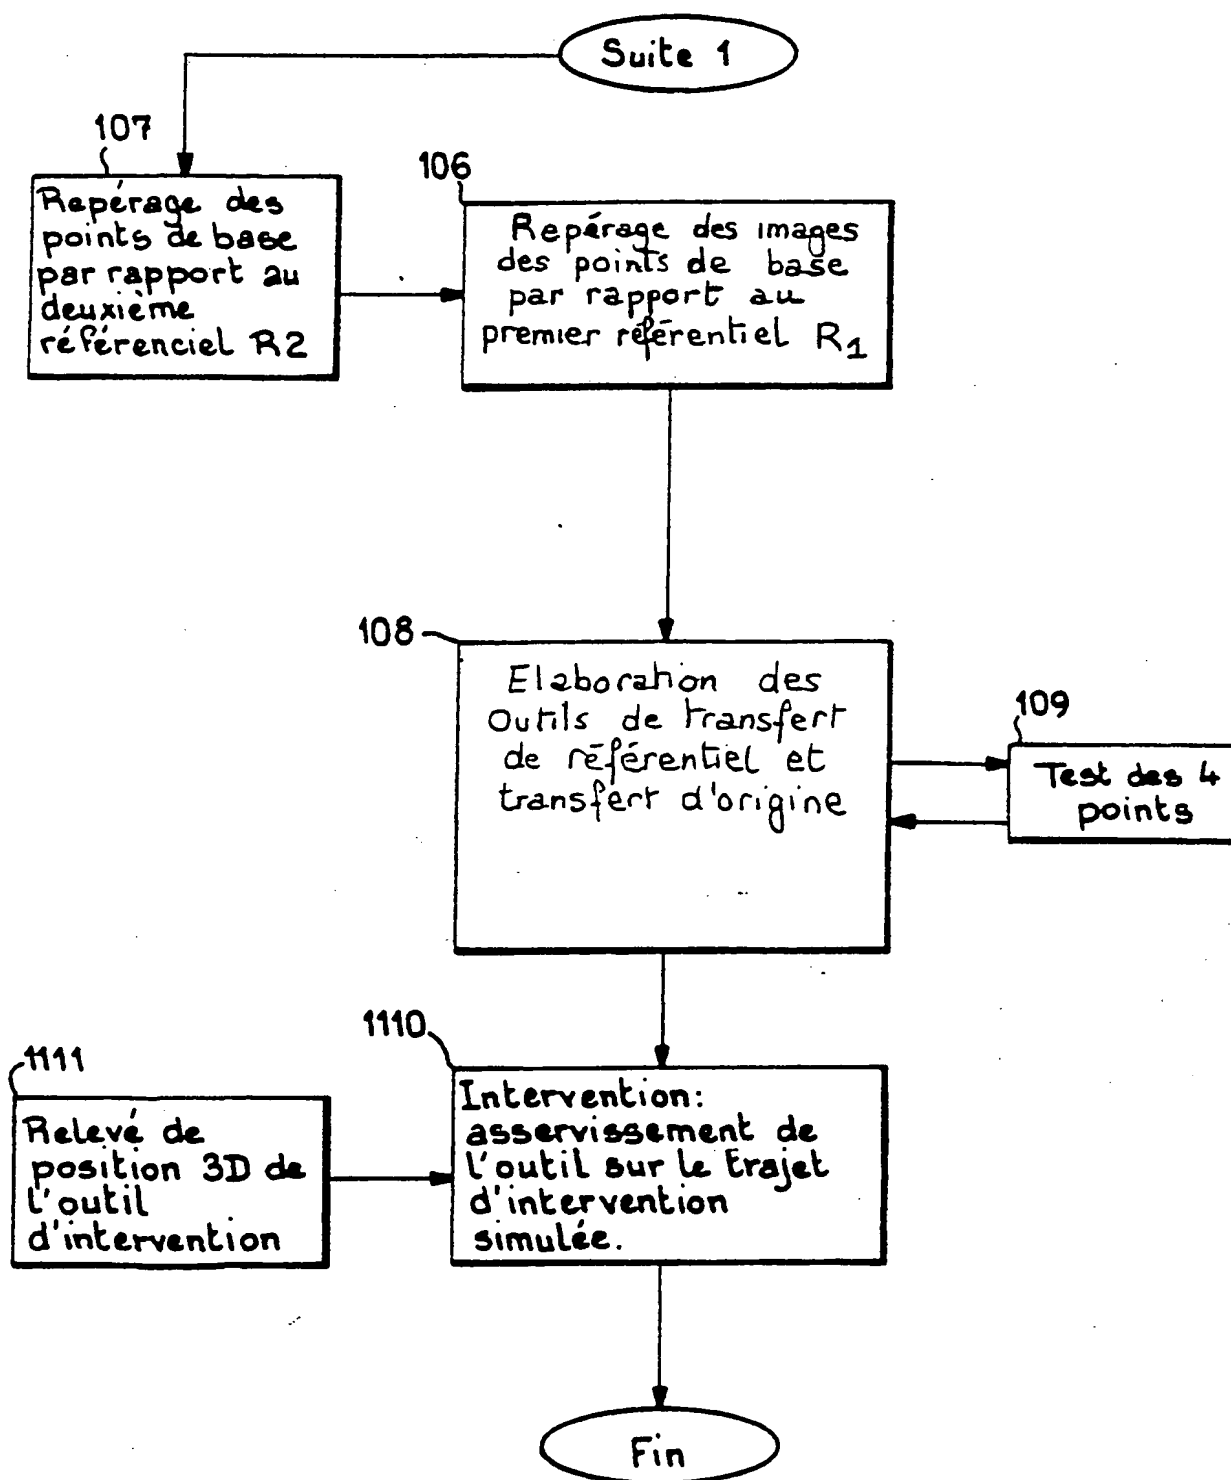 Suite 1
107
Repérage des
points de base
par rapport au
deuxième
référenciel R2
106
Repérage des images
des points de base
par rapport au
premier référentiel R1
108
Elaboration des
Outils de transfert
de référentiel et
transfert d'origine
109
Test des 4
points
1111
Relevé de
position 3D de
l'outil
d'intervention
1110
Intervention:
asservissement de
l'outil sur le trajet
d'intervention
simulée.
Fin